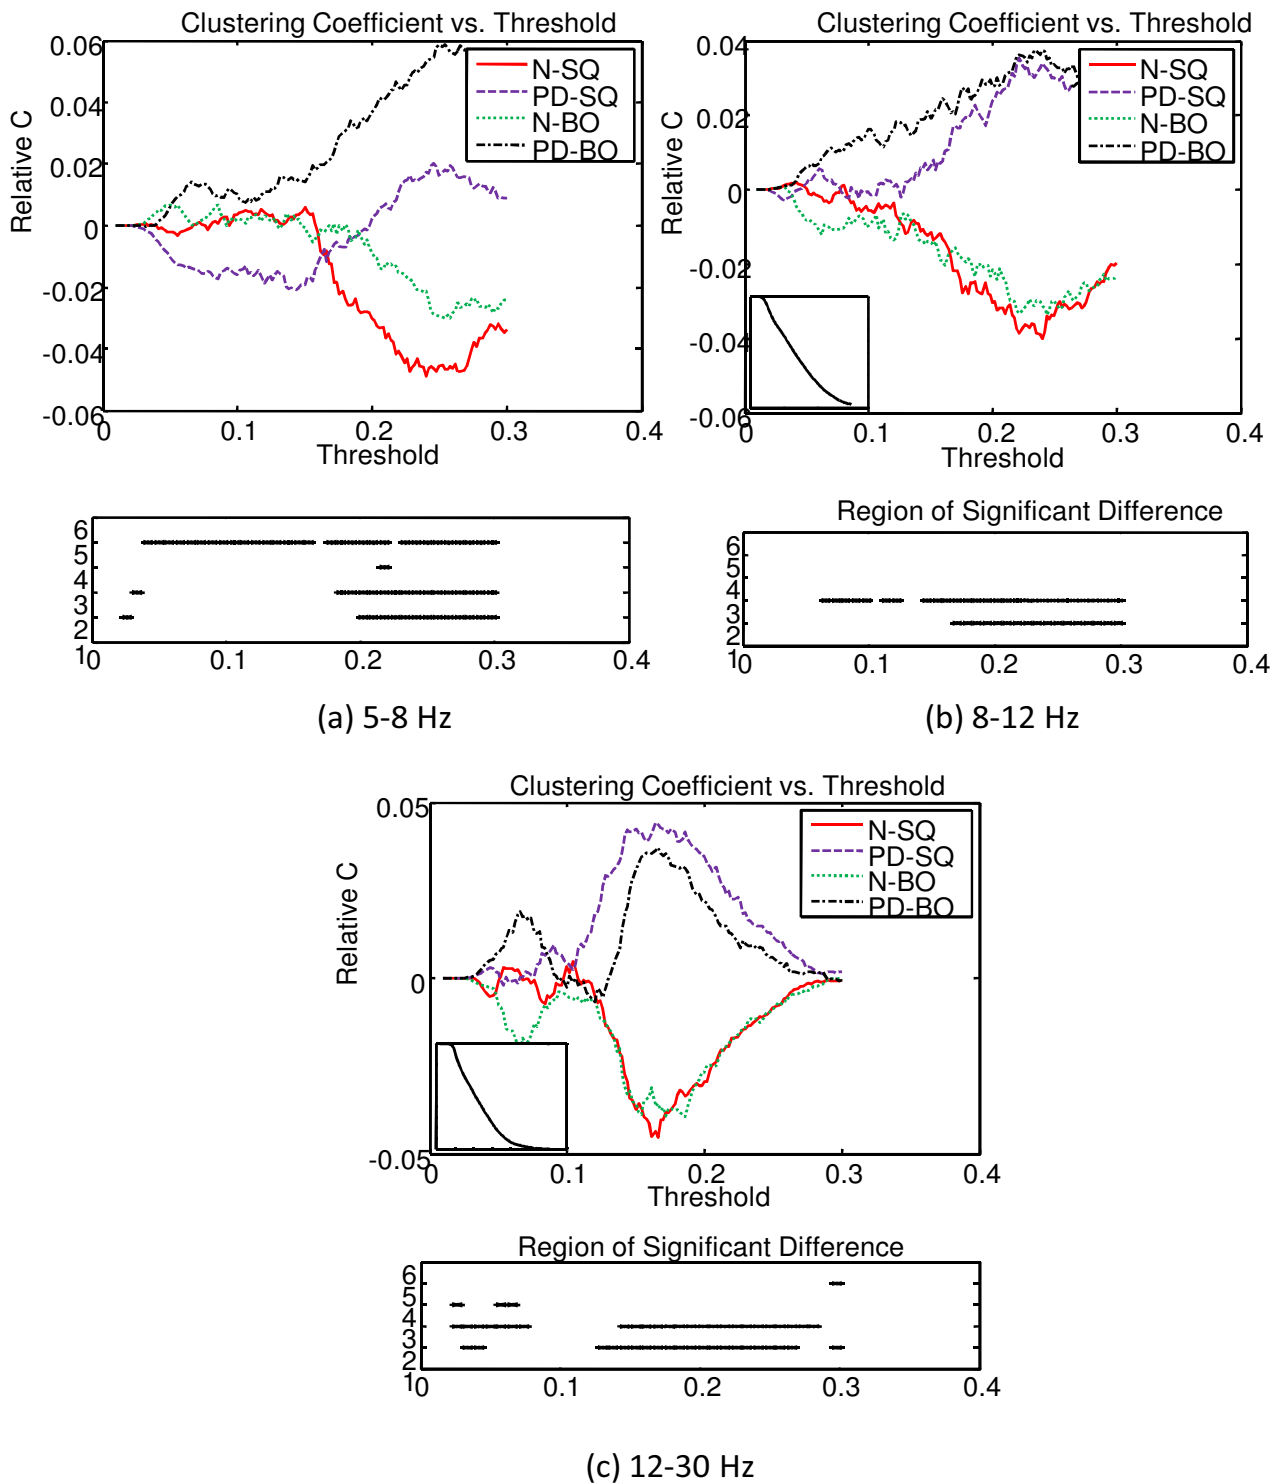 Clustering Coefficient vs. Threshold
0.06
0.04
0.02
0
-0.02
-0.04
-0.06
Relative C
N-SQ
PD-SQ
N-BO
PD-BO
0 0.1 0.2 0.3 0.4
Threshold
6
5
4
3
2
1
0 0.1 0.2 0.3 0.4
(a) 5-8 Hz
Clustering Coefficient vs. Threshold
0.04
0.02
0
-0.02
-0.04
-0.06
Relative C
N-SQ
PD-SQ
N-BO
PD-BO
0 0.1 0.2 0.3 0.4
Threshold
Region of Significant Difference
6
5
4
3
2
1
0 0.1 0.2 0.3 0.4
(b) 8-12 Hz
Clustering Coefficient vs. Threshold
0.05
0
-0.05
Relative C
N-SQ
PD-SQ
N-BO
PD-BO
0 0.1 0.2 0.3 0.4
Threshold
Region of Significant Difference
6
5
4
3
2
1
0 0.1 0.2 0.3 0.4
(c) 12-30 Hz